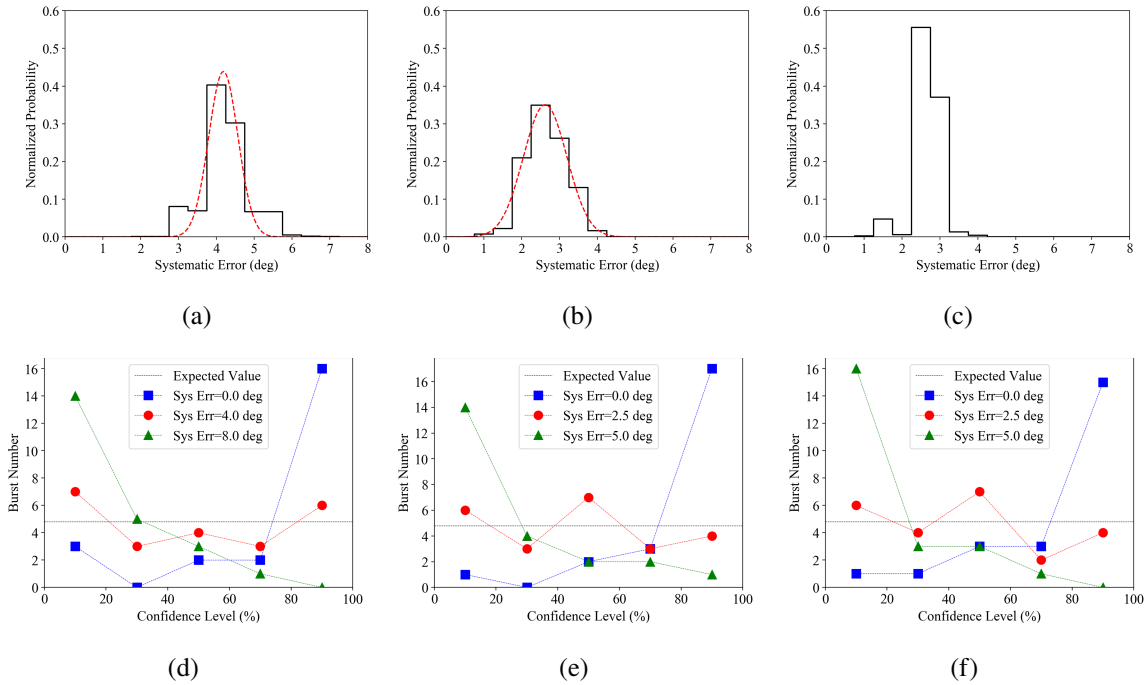 0.6
0.5
0.4
0.3
0.2
0.1
0.0
Normalized Probability
0 1 2 3 4 5 6 7 8
Systematic Error (deg)
(a)
0.6
0.5
0.4
0.3
0.2
0.1
0.0
Normalized Probability
0 1 2 3 4 5 6 7 8
Systematic Error (deg)
(b)
0.6
0.5
0.4
0.3
0.2
0.1
0.0
Normalized Probability
0 1 2 3 4 5 6 7 8
Systematic Error (deg)
(c)
16
14
12
10
8
6
4
2
0
Burst Number
Expected Value
Sys Err=0.0 deg
Sys Err=4.0 deg
Sys Err=8.0 deg
0 20 40 60 80 100
Confidence Level (%)
(d)
16
14
12
10
8
6
4
2
0
Burst Number
Expected Value
Sys Err=0.0 deg
Sys Err=2.5 deg
Sys Err=5.0 deg
0 20 40 60 80 100
Confidence Level (%)
(e)
16
14
12
10
8
6
4
2
0
Burst Number
Expected Value
Sys Err=0.0 deg
Sys Err=2.5 deg
Sys Err=5.0 deg
0 20 40 60 80 100
Confidence Level (%)
(f)